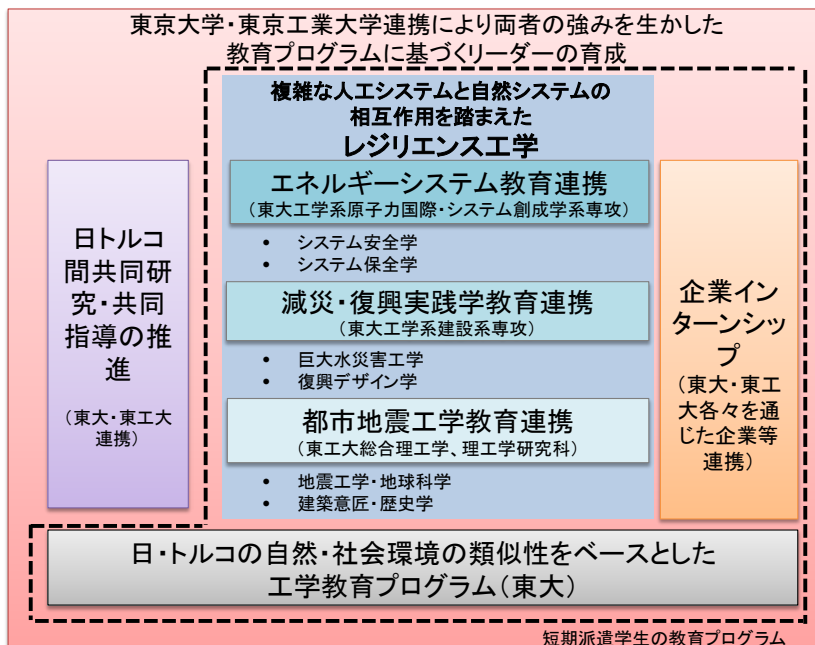 東京大学・東京工業大学連携により両者の強みを生かした
教育プログラムに基づくリーダーの育成
複雑な人工システムと自然システムの
相互作用を踏まえた
レジリエンス工学
エネルギーシステム教育連携
（東大工学系原子力国際・システム創成学系専攻）
• システム安全学
• システム保全学
減災・復興実践学教育連携
（東大工学系建設系専攻）
• 巨大水災害工学
• 復興デザイン学
都市地震工学教育連携
（東工大総合理工学、理工学研究科）
• 地震工学・地球科学
• 建築意匠・歴史学
日トルコ
間共同研
究・共同
指導の推
進
（東大・東工大
連携）
企業イン
ターンシッ
プ
（東大・東工
大各々を通
じた企業等
連携）
日・トルコの自然・社会環境の類似性をベースとした
工学教育プログラム（東大）
短期派遣学生の教育プログラム